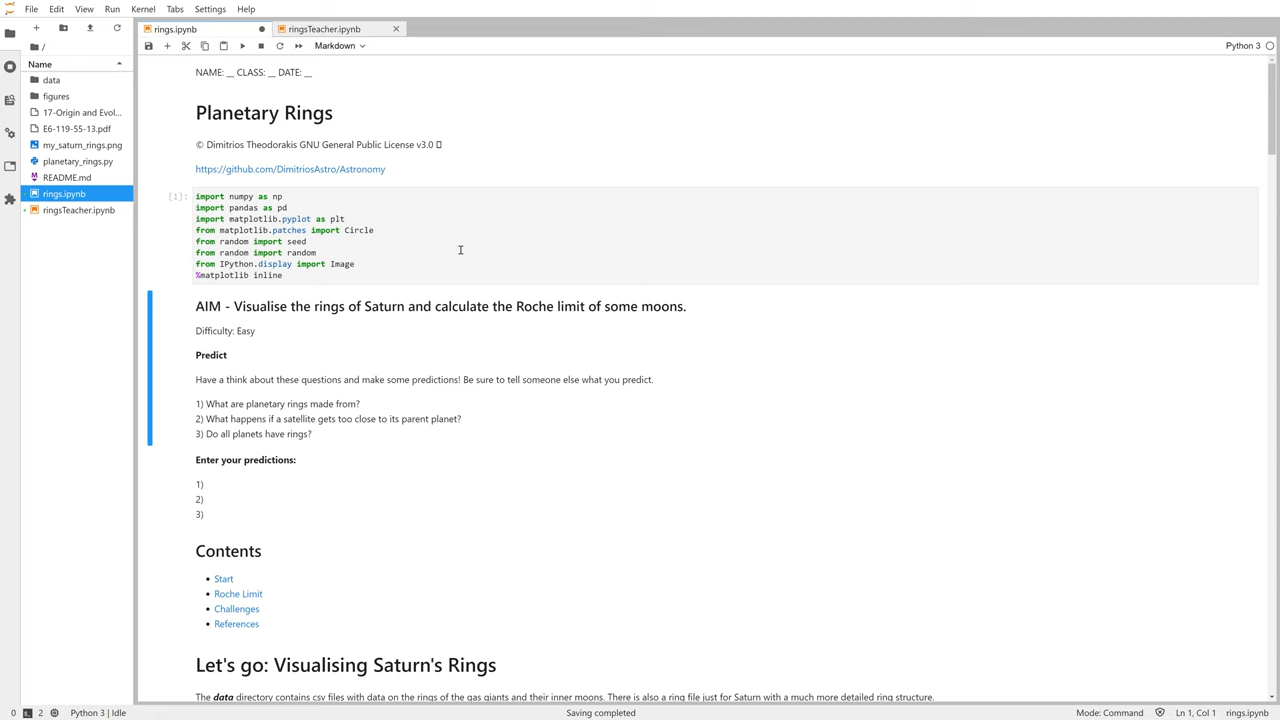 File Edit View Run Kernel Tabs Settings Help
rings.ipynb
ringsTeacher.ipynb
Markdown
Python 3
/
Name
data
figures
17-Origin and Evol...
E6-119-55-13.pdf
my_saturn_rings.png
planetary_rings.py
README.md
rings.ipynb
ringsTeacher.ipynb
NAME: __ CLASS: __ DATE: __
Planetary Rings
© Dimitrios Theodorakis GNU General Public License v3.0
https://github.com/DimitriosAstro/Astronomy
[1]:
import numpy as np
import pandas as pd
import matplotlib.pyplot as plt
from matplotlib.patches import Circle
from random import seed
from random import random
from IPython.display import Image
%matplotlib inline
AIM - Visualise the rings of Saturn and calculate the Roche limit of some moons.
Difficulty: Easy
Predict
Have a think about these questions and make some predictions! Be sure to tell someone else what you predict.
1) What are planetary rings made from?
2) What happens if a satellite gets too close to its parent planet?
3) Do all planets have rings?
Enter your predictions:
1)
2)
3)
Contents
• Start
• Roche Limit
• Challenges
• References
Let's go: Visualising Saturn's Rings
The data directory contains csv files with data on the rings of the gas giants and their inner moons. There is also a ring file just for Saturn with a much more detailed ring structure.
0 2 Python 3 | Idle
Saving completed
Mode: Command
Ln 1, Col 1 rings.ipynb